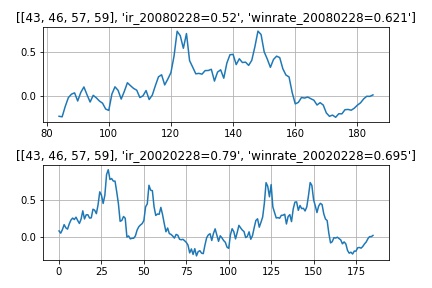 [[43, 46, 57, 59], 'ir_20080228=0.52', 'winrate_20080228=0.621']
0.5
0.0
80 100 120 140 160 180
[[43, 46, 57, 59], 'ir_20020228=0.79', 'winrate_20020228=0.695']
0.5
0.0
0 25 50 75 100 125 150 175